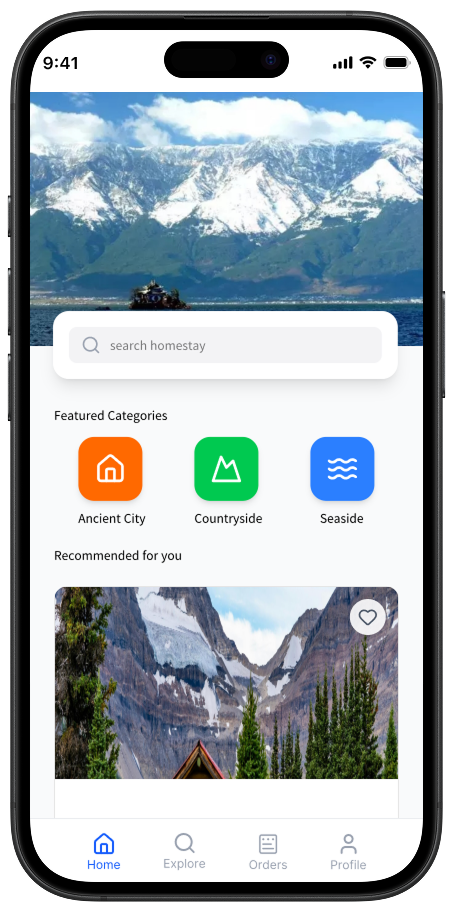 9:41
search homestay
Featured Categories
Ancient City
Countryside
Seaside
Recommended for you
Home
Explore
Orders
Profile